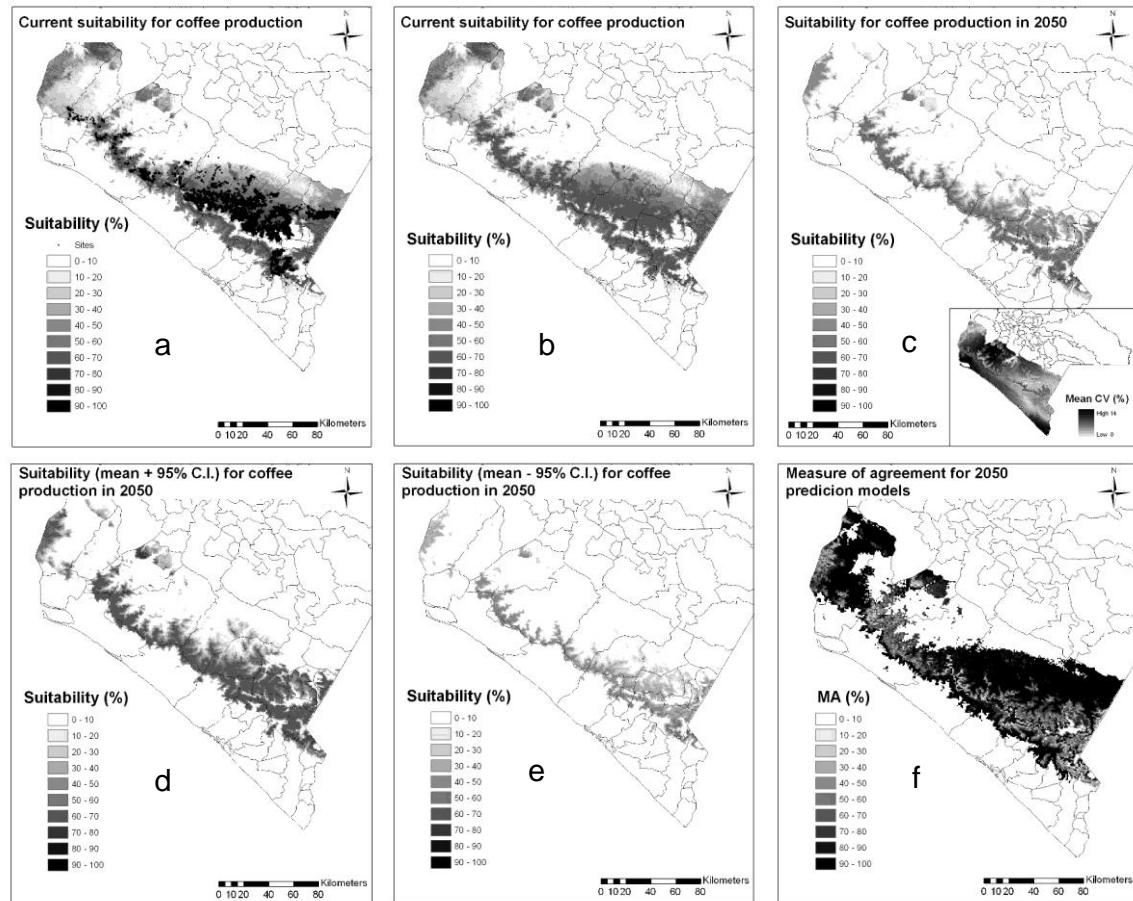 Current suitability for coffee production
N
Suitability (%)
Sites
0 - 10
10 - 20
20 - 30
30 - 40
40 - 50
50 - 60
60 - 70
70 - 80
80 - 90
90 - 100
a
Kilometers
0 10 20 40 60 80
Current suitability for coffee production
N
Suitability (%)
0 - 10
10 - 20
20 - 30
30 - 40
40 - 50
50 - 60
60 - 70
70 - 80
80 - 90
90 - 100
b
Kilometers
0 10 20 40 60 80
Suitability for coffee production in 2050
N
Suitability (%)
0 - 10
10 - 20
20 - 30
30 - 40
40 - 50
50 - 60
60 - 70
70 - 80
80 - 90
90 - 100
c
Kilometers
0 10 20 40 60 80
Mean CV (%)
High
Low
Suitability (mean + 95% C.I.) for coffee
production in 2050
N
Suitability (%)
0 - 10
10 - 20
20 - 30
30 - 40
40 - 50
50 - 60
60 - 70
70 - 80
80 - 90
90 - 100
d
Kilometers
0 10 20 40 60 80
Suitability (mean - 95% C.I.) for coffee
production in 2050
N
Suitability (%)
0 - 10
10 - 20
20 - 30
30 - 40
40 - 50
50 - 60
60 - 70
70 - 80
80 - 90
90 - 100
e
Kilometers
0 10 20 40 60 80
Measure of agreement for 2050
predicion models
N
MA (%)
0 - 10
10 - 20
20 - 30
30 - 40
40 - 50
50 - 60
60 - 70
70 - 80
80 - 90
90 - 100
f
Kilometers
0 10 20 40 60 80